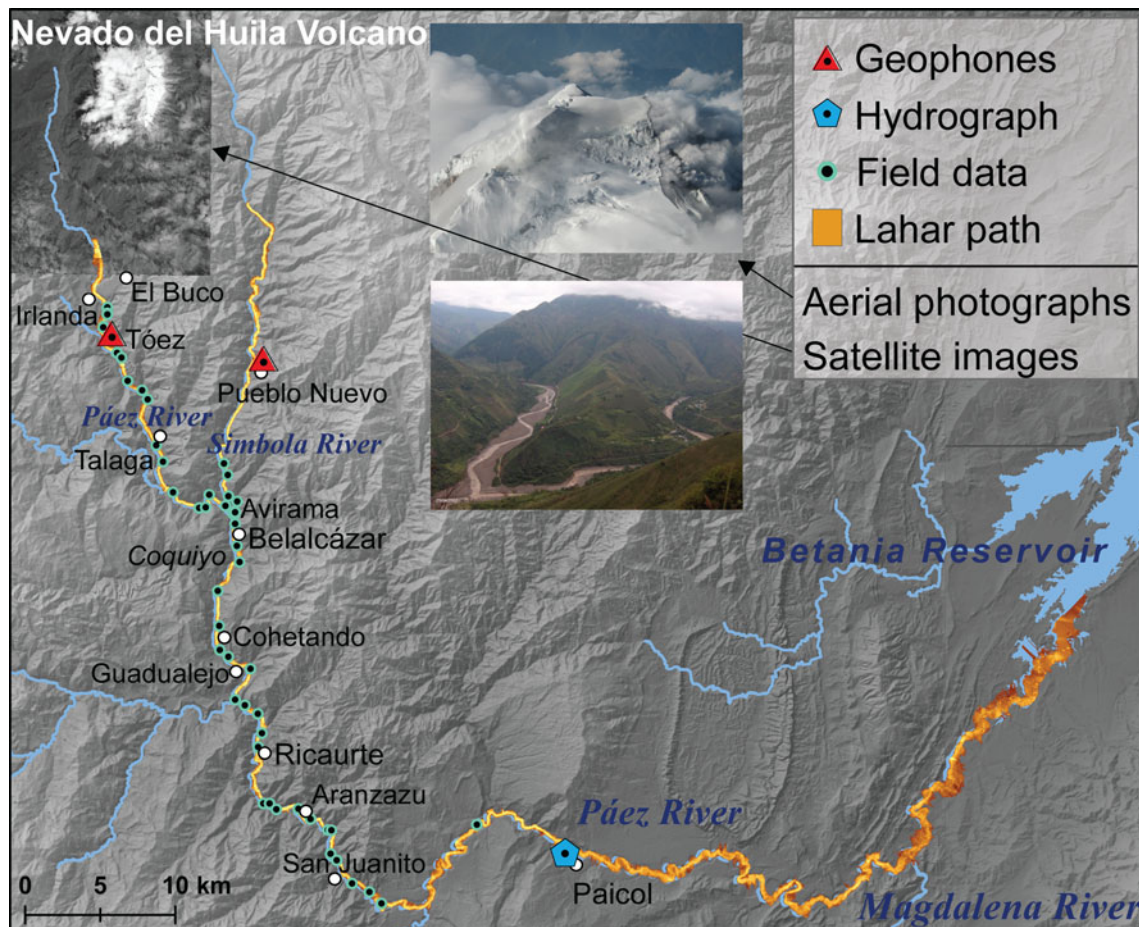 Nevado del Huila Volcano
Geophones
Hydrograph
Field data
Lahar path
Aerial photographs
Satellite images
El Buco
Irlanda
Tóez
Pueblo Nuevo
Páez River
Símbola River
Talaga
Avirama
Belalcázar
Coquiyo
Betania Reservoir
Cohetando
Guadualejo
Ricaurte
Aranzazu
Páez River
San Juanito
Paicol
0 5 10 km
Magdalena River